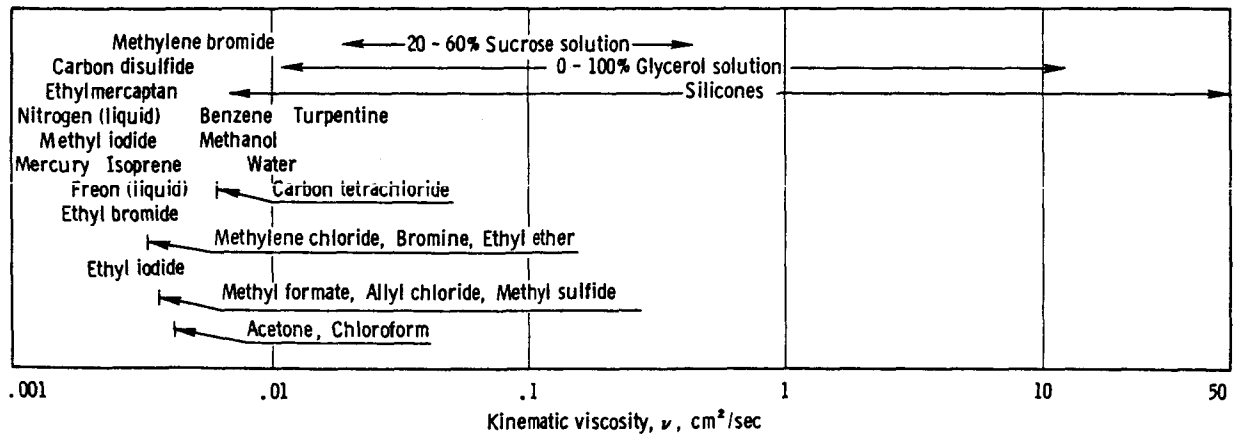 Methylene bromide 20 - 60% Sucrose solution
Carbon disulfide 0 - 100% Glycerol solution
Ethylmercaptan Silicones
Nitrogen (liquid) Benzene Turpentine
Methyl iodide Methanol
Mercury Isoprene Water
Freon (liquid) Carbon tetrachloride
Ethyl bromide
Methylene chloride, Bromine, Ethyl ether
Ethyl iodide
Methyl formate, Allyl chloride, Methyl sulfide
Acetone, Chloroform
.001 .01 .1 1 10 50
Kinematic viscosity, ν, cm²/sec